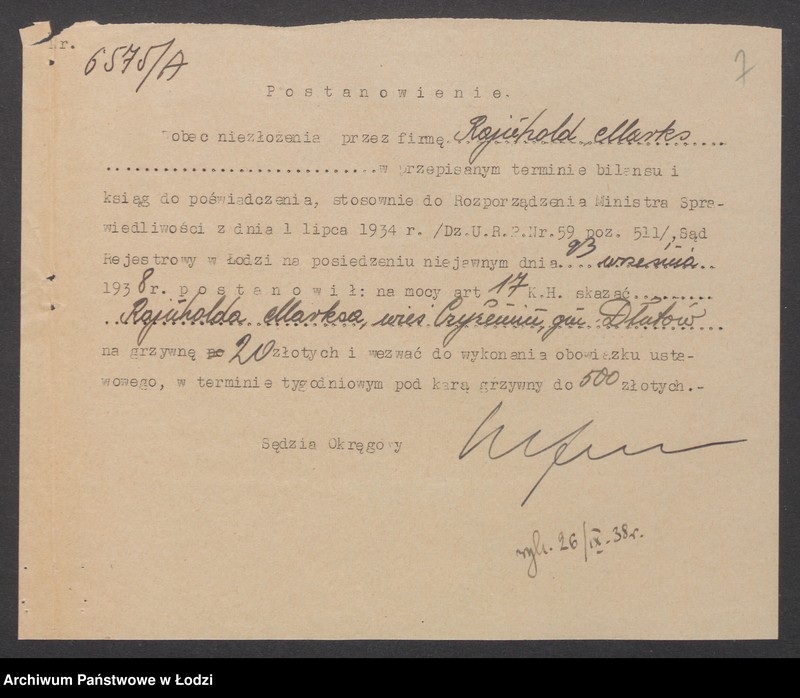 Nr. 6575/A
7
Postanowienie.
Wobec niezłożenia przez firmę Rajnhold Marks
w przepisanym terminie bilansu i
ksiąg do poświadczenia, stosownie do Rozporządzenia Ministra Spra-
wiedliwości z dnia 1 lipca 1934 r. /Dz.U.R.P.Nr.59 poz. 511/, Sąd
Rejestrowy w Łodzi na posiedzeniu niejawnym dnia 23 września
1938 r. postanowił: na mocy art 17 K.H. skazać
Rajnholda Marksa, wieś gm. Dłutów
na grzywnę 20 złotych i wezwać do wykonania obowiązku usta-
wowego, w terminie tygodniowym pod karą grzywny do 500 złotych.-
Sędzia Okręgowy
26/IX-38r.
Archiwum Państwowe w Łodzi